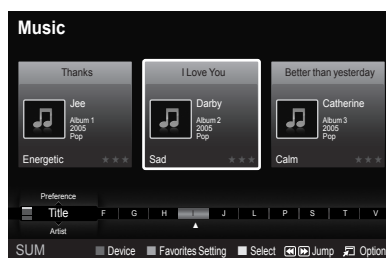 Music
Thanks
I Love You
Better than yesterday
Jee
Album 1
2005
Pop
Darby
Album 2
2005
Pop
Catherine
Album 3
2005
Pop
Energetic
Sad
Calm
Preference
Title F G H I J L P S T V
Artist
SUM Device Favorites Setting Select Jump Option